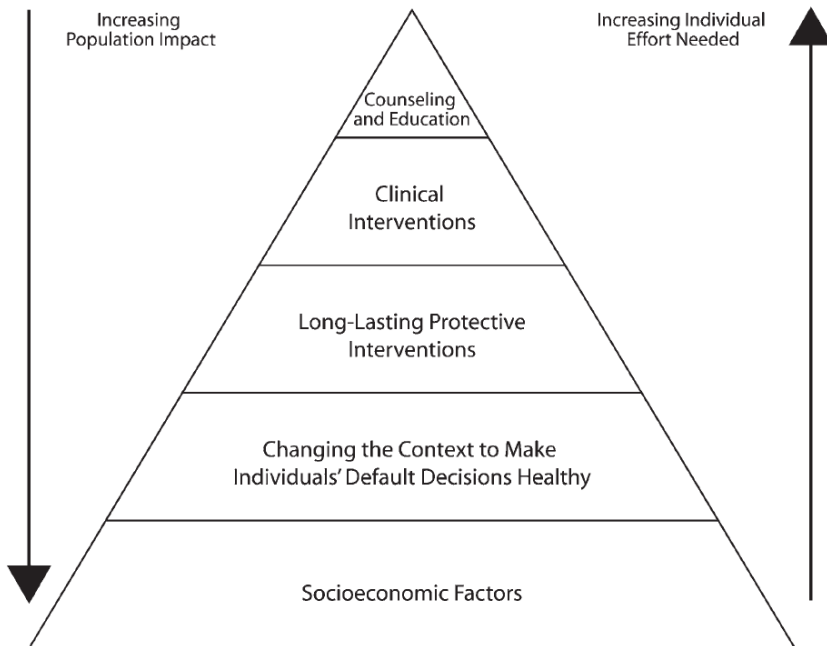 Increasing
Population Impact
Increasing Individual
Effort Needed
Counseling
and Education
Clinical
Interventions
Long-Lasting Protective
Interventions
Changing the Context to Make
Individuals’ Default Decisions Healthy
Socioeconomic Factors